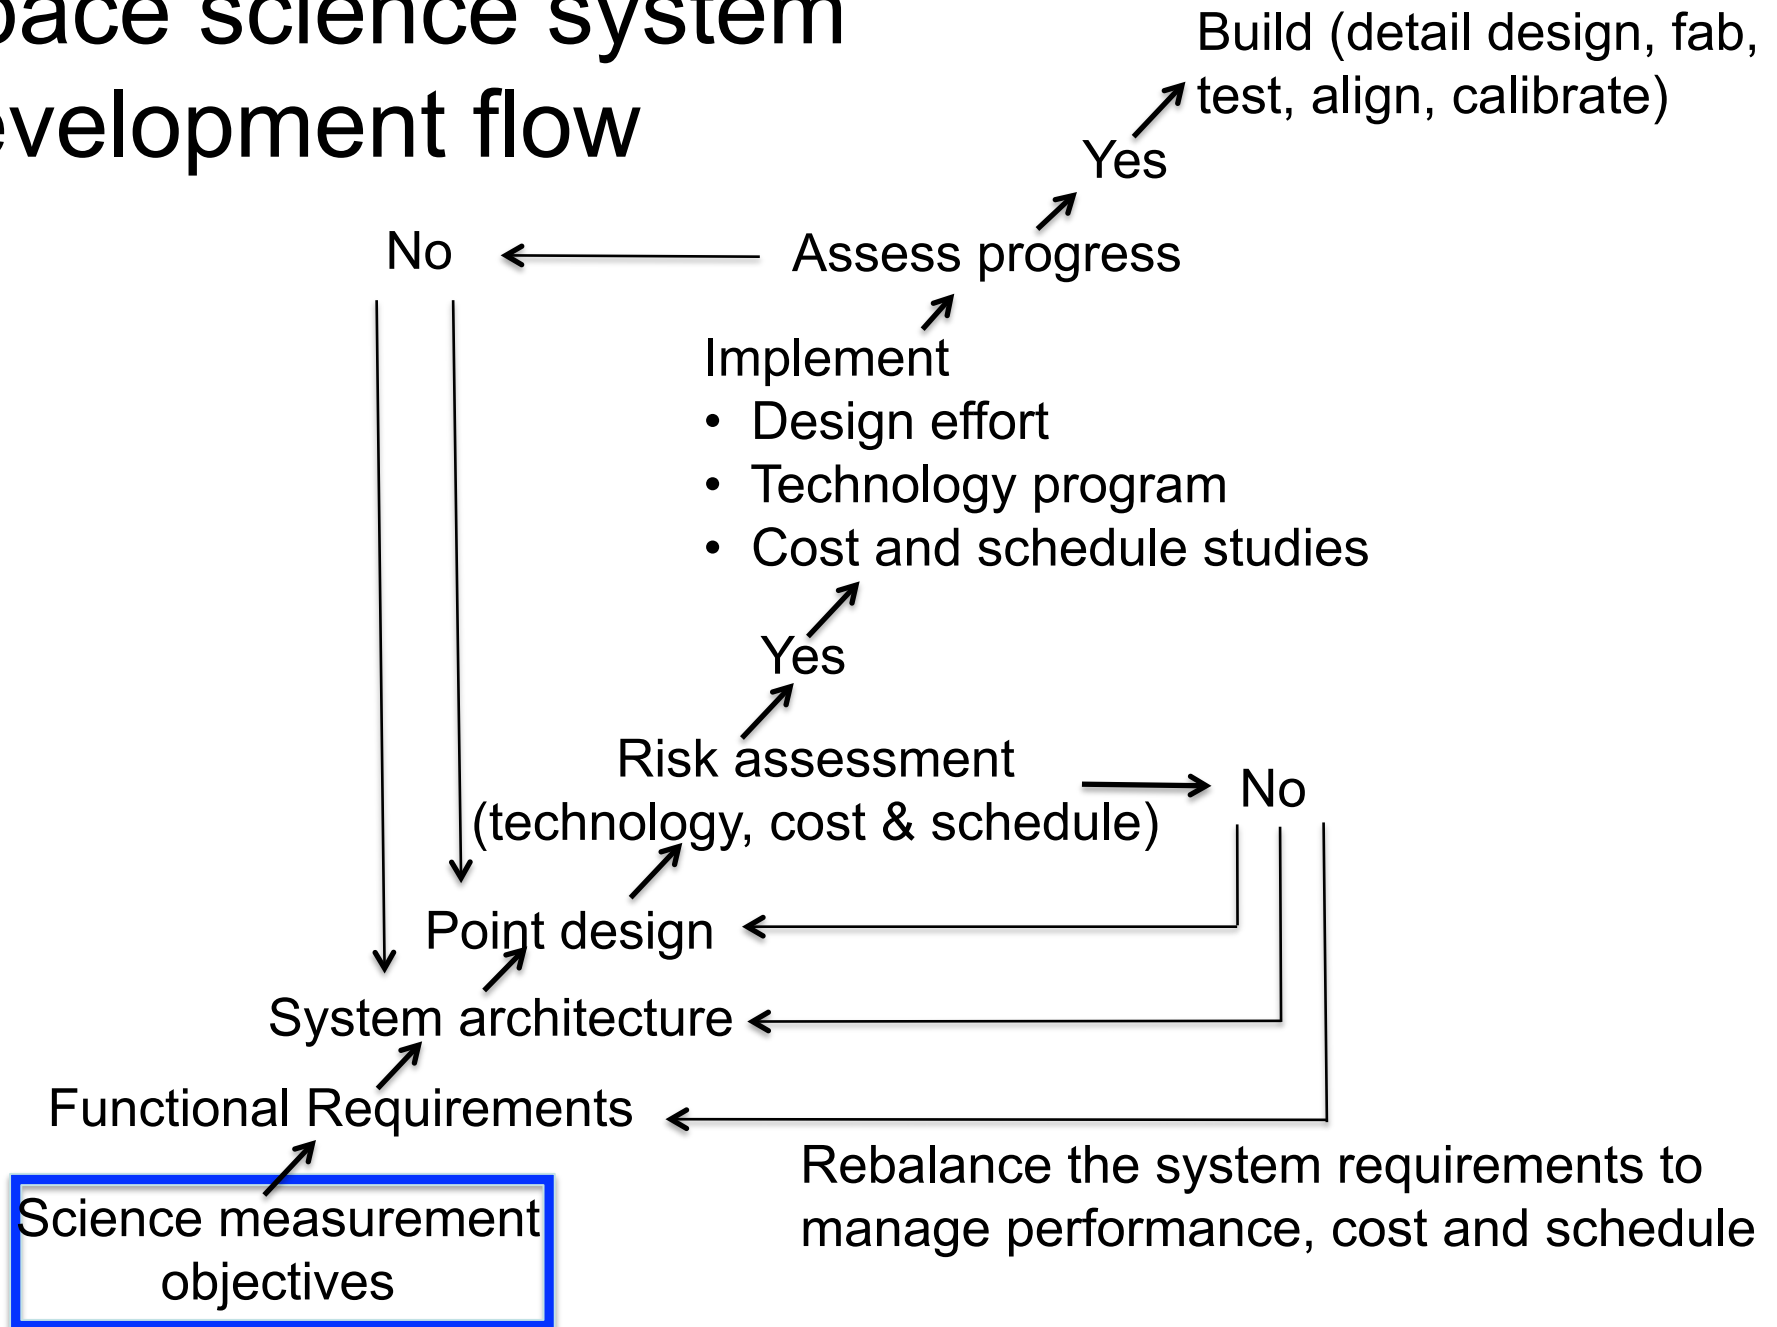 pace science system
evelopment flow
Build (detail design, fab,
test, align, calibrate)
Yes
No
Assess progress
Implement
• Design effort
• Technology program
• Cost and schedule studies
Yes
Risk assessment
(technology, cost & schedule)
No
Point design
System architecture
Functional Requirements
Rebalance the system requirements to
manage performance, cost and schedule
Science measurement
objectives